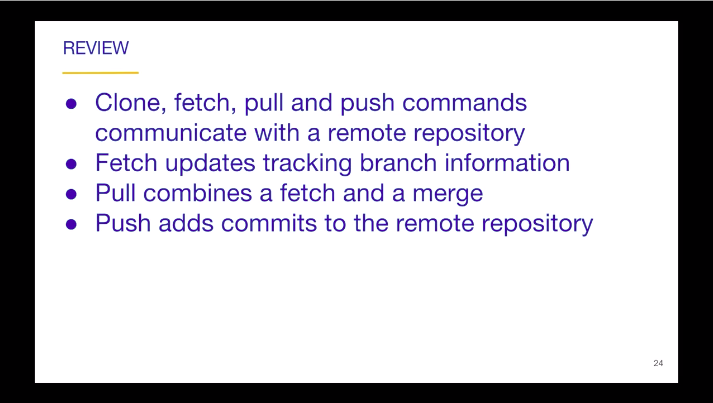 REVIEW
● Clone, fetch, pull and push commands
communicate with a remote repository
● Fetch updates tracking branch information
● Pull combines a fetch and a merge
● Push adds commits to the remote repository
24